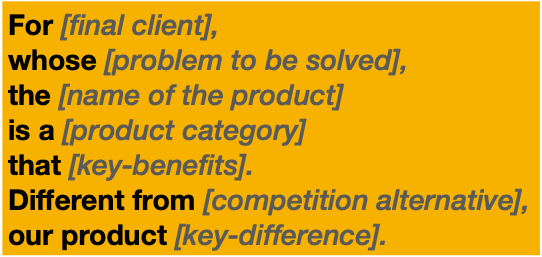 For [final client],
whose [problem to be solved],
the [name of the product]
is a [product category]
that [key-benefits].
Different from [competition alternative],
our product [key-difference].